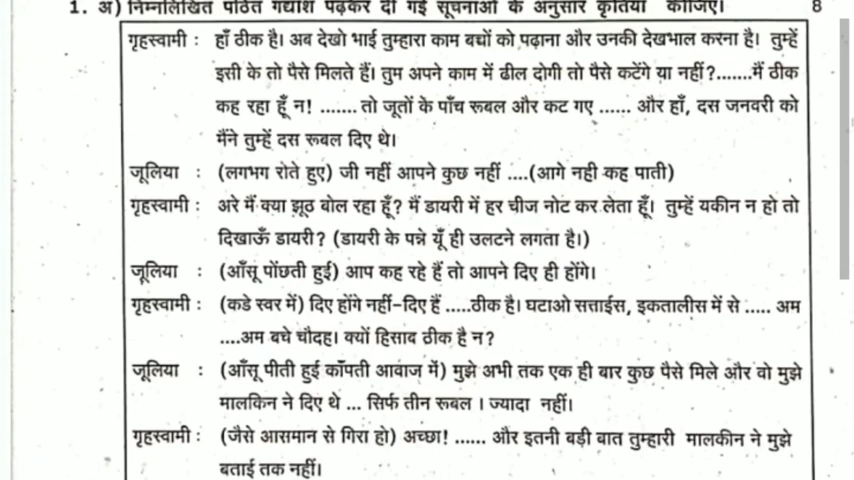 1. अ) निम्नलिखित पठित गद्यांश पढ़कर दी गई सूचनाओं के अनुसार कृतियाँ कीजिए। 8
गृहस्वामी : हाँ ठीक है। अब देखो भाई तुम्हारा काम बच्चों को पढ़ाना और उनकी देखभाल करना है। तुम्हें
इसी के तो पैसे मिलते हैं। तुम अपने काम में ढील दोगी तो पैसे कटेंगे या नहीं?.......मैं ठीक
कह रहा हूँ न! ....... तो जूतों के पाँच रूबल और कट गए ...... और हाँ, दस जनवरी को
मैंने तुम्हें दस रूबल दिए थे।
जूलिया : (लगभग रोते हुए) जी नहीं आपने कुछ नहीं ....(आगे नही कह पाती)
गृहस्वामी : अरे मैं क्या झूठ बोल रहा हूँ? मैं डायरी में हर चीज नोट कर लेता हूँ। तुम्हें यकीन न हो तो
दिखाऊँ डायरी? (डायरी के पन्ने यूँ ही उलटने लगता है।)
जूलिया : (आँसू पोंछती हुई) आप कह रहे हैं तो आपने दिए ही होंगे।
गृहस्वामी : (कडे स्वर में) दिए होंगे नहीं-दिए हैं .....ठीक है। घटाओ सत्ताईस, इकतालीस में से ..... अम
....अम बचे चौदह। क्यों हिसाब ठीक है न?
जूलिया : (आँसू पीती हुई काँपती आवाज में) मुझे अभी तक एक ही बार कुछ पैसे मिले और वो मुझे
मालकिन ने दिए थे ... सिर्फ तीन रूबल । ज्यादा नहीं।
गृहस्वामी : (जैसे आसमान से गिरा हो) अच्छा! ...... और इतनी बड़ी बात तुम्हारी मालकीन ने मुझे
बताई तक नहीं।